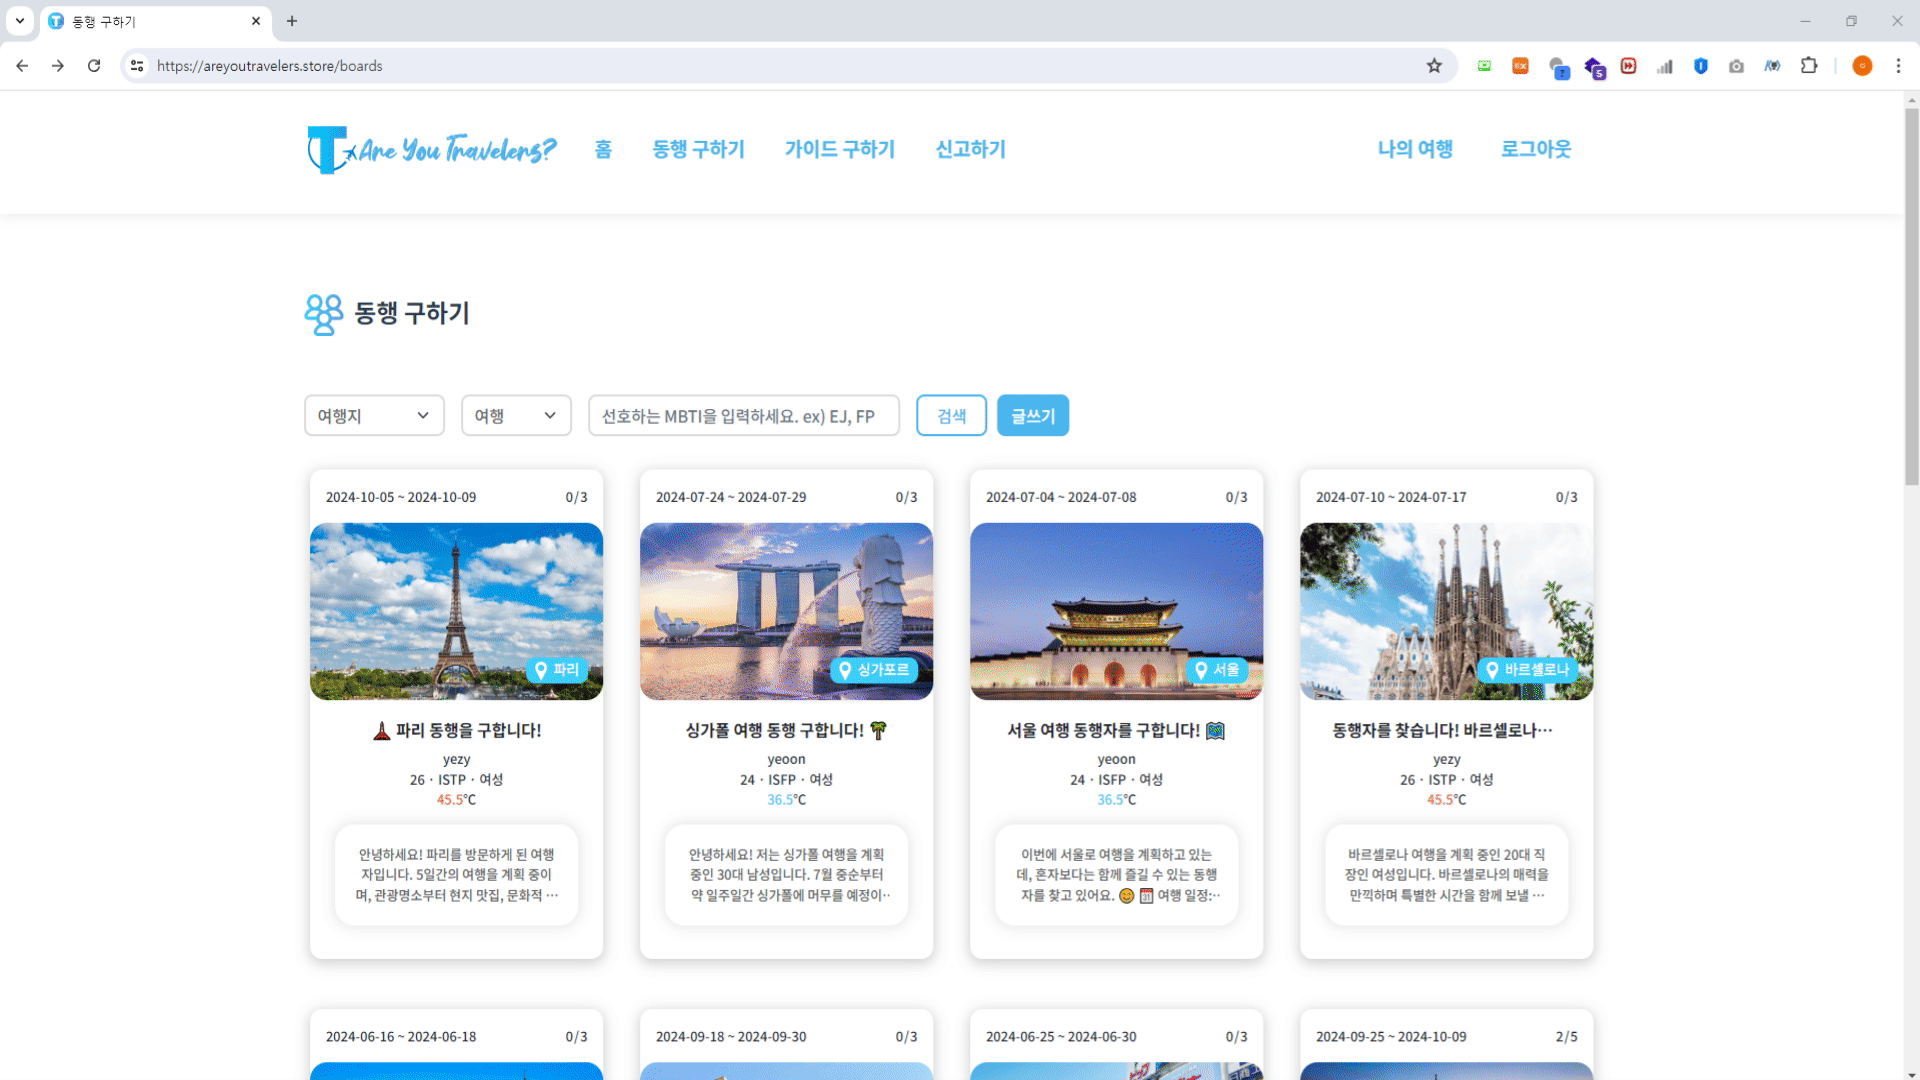 동행 구하기
https://areyoutravelers.store/boards
Are You Travelers?
홈
동행 구하기
가이드 구하기
신고하기
나의 여행
로그아웃
동행 구하기
여행지
여행
선호하는 MBTI을 입력하세요. ex) EJ, FP
검색
글쓰기
2024-10-05 ~ 2024-10-09 0/3
파리
파리 동행을 구합니다!
yezy
26 · ISTP · 여성
45.5°C
안녕하세요! 파리를 방문하게 된 여행
자입니다. 5일간의 여행을 계획 중이
며, 관광명소부터 현지 맛집, 문화적 …
2024-07-24 ~ 2024-07-29 0/3
싱가포르
싱가폴 여행 동행 구합니다! 🌴
yeoon
24 · ISFP · 여성
36.5°C
안녕하세요! 저는 싱가폴 여행을 계획
중인 30대 남성입니다. 7월 중순부터
약 일주일간 싱가폴에 머무를 예정이…
2024-07-04 ~ 2024-07-08 0/3
서울
서울 여행 동행자를 구합니다! 🗺️
yeoon
24 · ISFP · 여성
36.5°C
이번에 서울로 여행을 계획하고 있는
데, 혼자보다는 함께 즐길 수 있는 동행
자를 찾고 있어요. 😊 📅 여행 일정:…
2024-07-10 ~ 2024-07-17 0/3
바르셀로나
동행자를 찾습니다! 바르셀로나…
yezy
26 · ISTP · 여성
45.5°C
바르셀로나 여행을 계획 중인 20대 직
장인 여성입니다. 바르셀로나의 매력을
만끽하며 특별한 시간을 함께 보낼 …
2024-06-16 ~ 2024-06-18 0/3
2024-09-18 ~ 2024-09-30 0/3
2024-06-25 ~ 2024-06-30 0/3
2024-09-25 ~ 2024-10-09 2/5